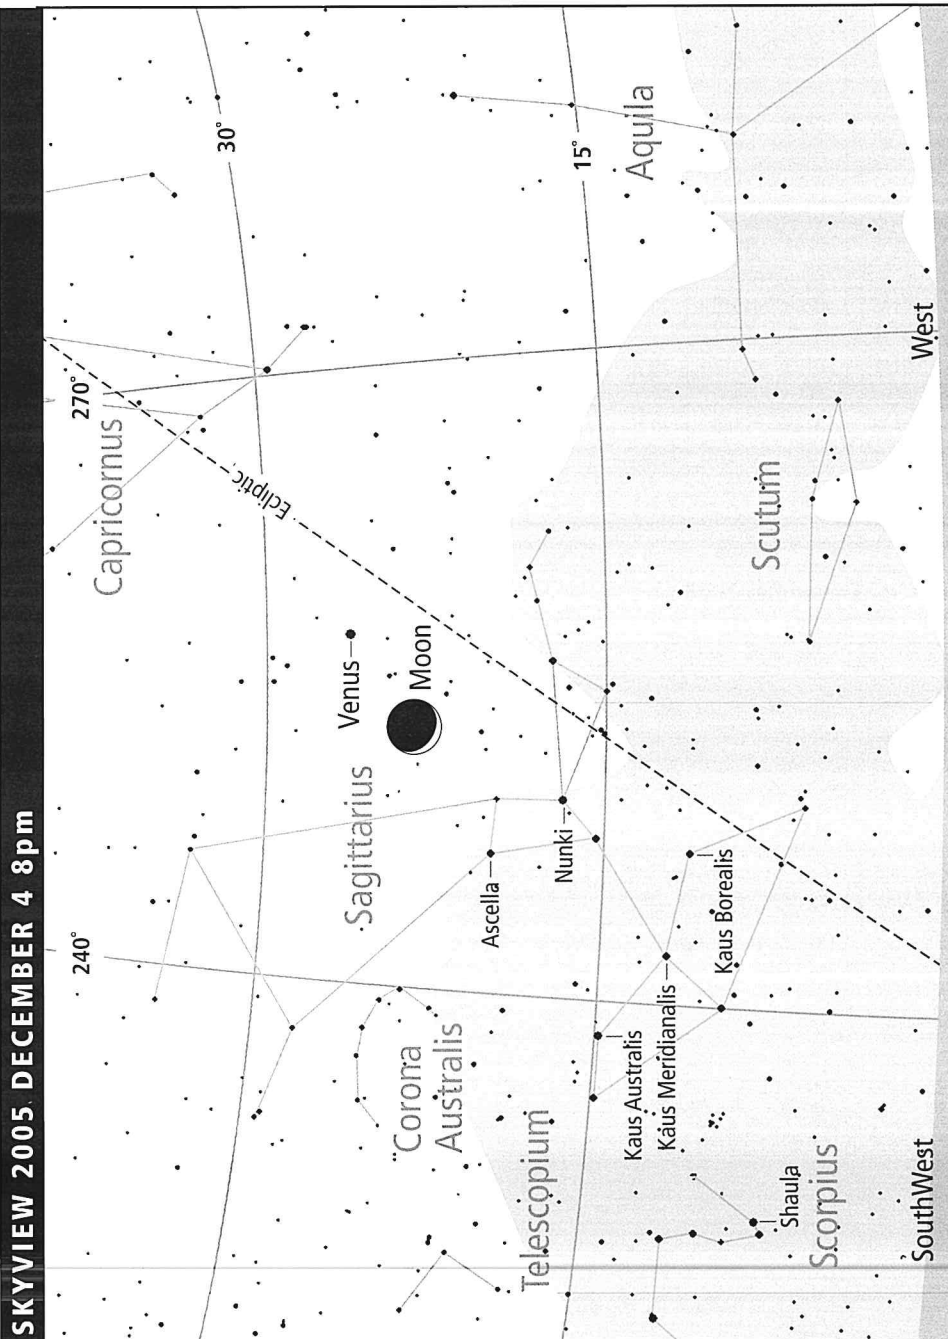 SKYVIEW 2005 DECEMBER 4 8pm
240°
270°
30°
15°
Capricornus
Ecliptic
Venus
Moon
Sagittarius
Aquila
Nunki
Ascella
Scutum
Corona
Australis
Kaus Borealis
Kaus Meridianalis
Kaus Australis
Telescopium
Shaula
Scorpius
SouthWest
West